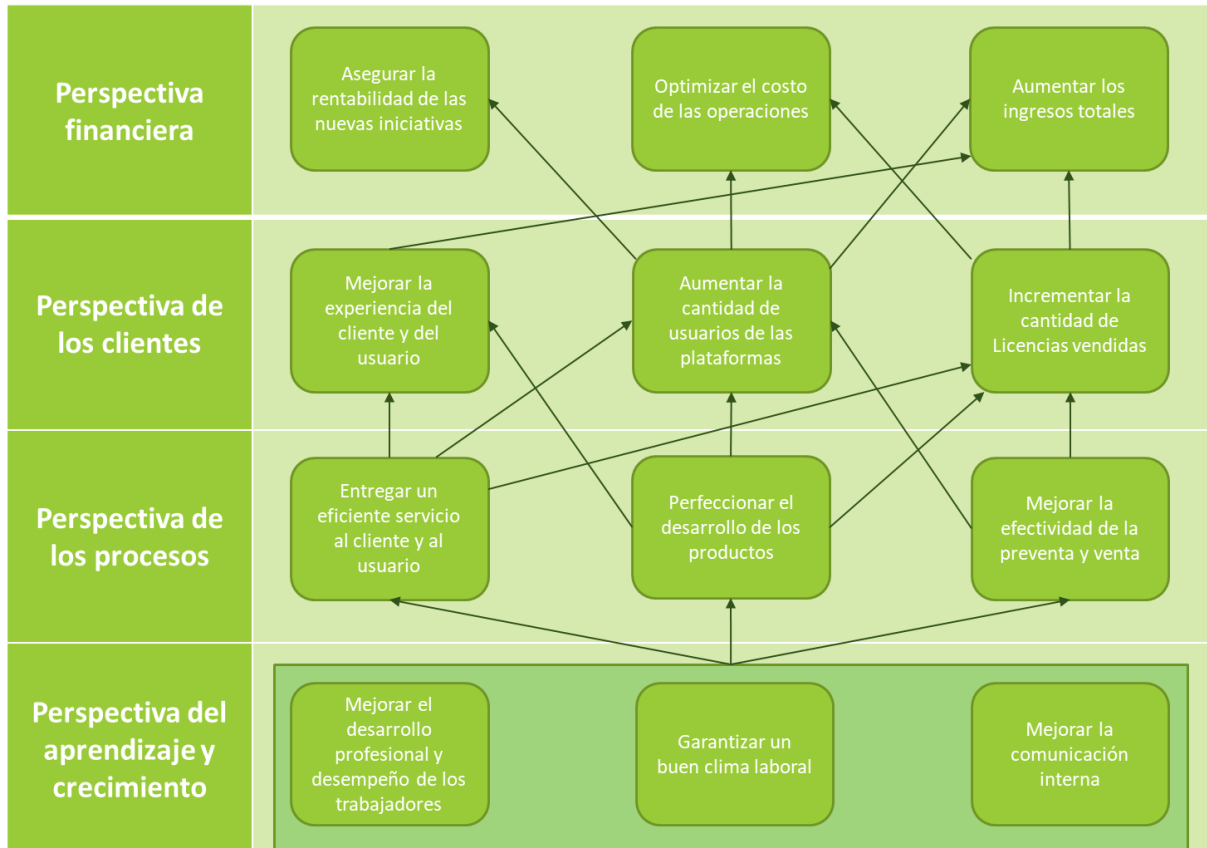 Perspectiva
financiera
Asegurar la
rentabilidad de las
nuevas iniciativas
Optimizar el costo
de las operaciones
Aumentar los
ingresos totales
Perspectiva de
los clientes
Mejorar la
experiencia del
cliente y del
usuario
Aumentar la
cantidad de
usuarios de las
plataformas
Incrementar la
cantidad de
Licencias vendidas
Perspectiva de
los procesos
Entregar un
eficiente servicio
al cliente y al
usuario
Perfeccionar el
desarrollo de los
productos
Mejorar la
efectividad de la
preventa y venta
Perspectiva del
aprendizaje y
crecimiento
Mejorar el
desarrollo
profesional y
desempeño de los
trabajadores
Garantizar un
buen clima laboral
Mejorar la
comunicación
interna